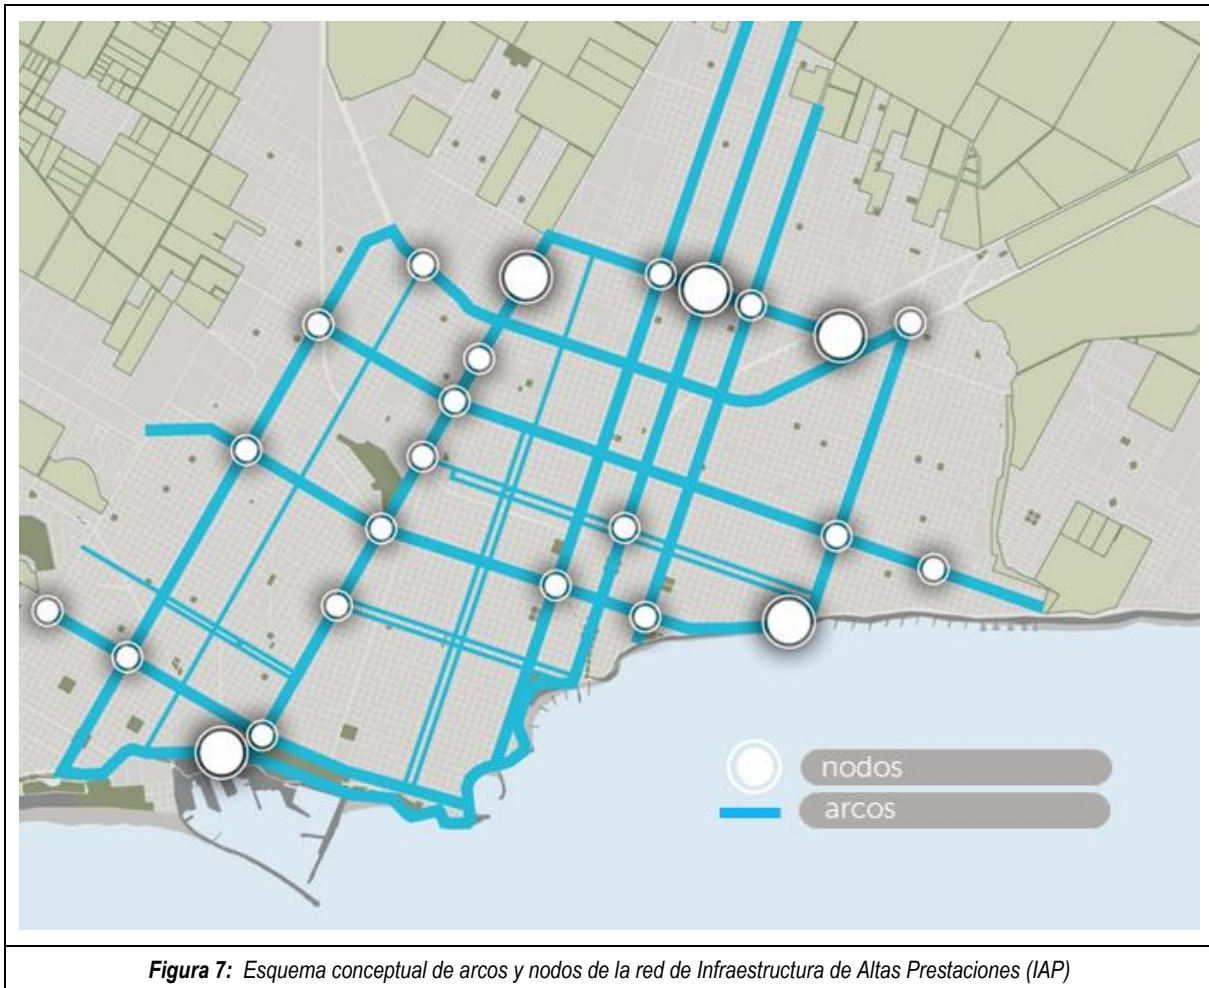 nodos
arcos
Figura 7: Esquema conceptual de arcos y nodos de la red de Infraestructura de Altas Prestaciones (IAP)